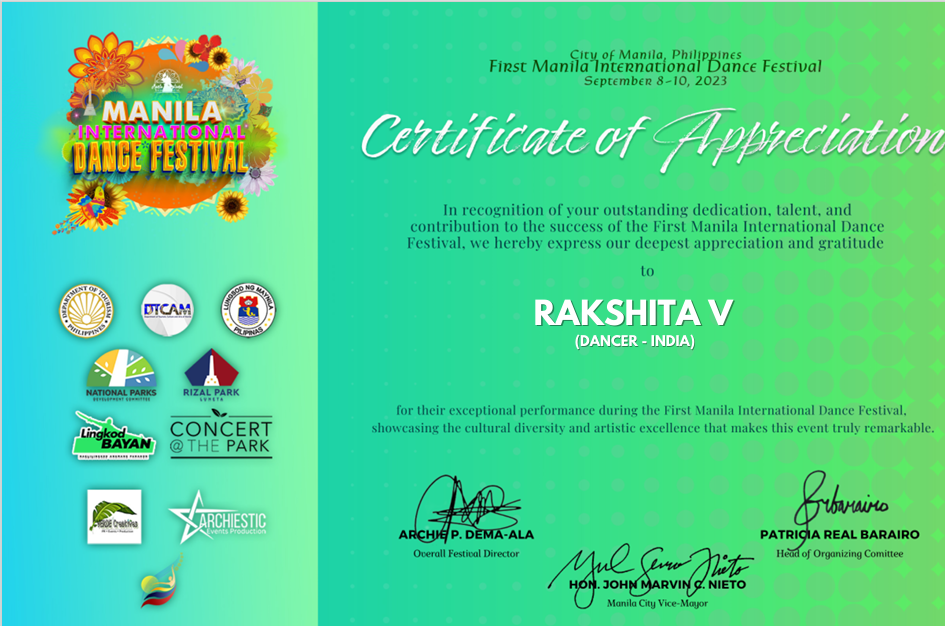 MANILA
INTERNATIONAL
DANCE FESTIVAL
DEPARTMENT OF TOURISM
PHILIPPINES
DTCAM
LUNGSOD NG MAYNILA
PILIPINAS
NATIONAL PARKS
DEVELOPMENT COMMITTEE
RIZAL PARK
LUNETA
Lingkod
BAYAN
CONCERT
@ THE PARK
ARCHIESTIC
Events Production
City of Manila, Philippines
First Manila International Dance Festival
September 8-10, 2023
Certificate of Appreciation
In recognition of your outstanding dedication, talent, and
contribution to the success of the First Manila International Dance
Festival, we hereby express our deepest appreciation and gratitude
to
RAKSHITA V
(DANCER - INDIA)
for their exceptional performance during the First Manila International Dance Festival,
showcasing the cultural diversity and artistic excellence that makes this event truly remarkable.
ARCHIE P. DEMA-ALA
Overall Festical Director
PATRICIA REAL BARAIRO
Head of Organizing Comittee
HON. JOHN MARVIN C. NIETO
Manila City Vice-Mayor